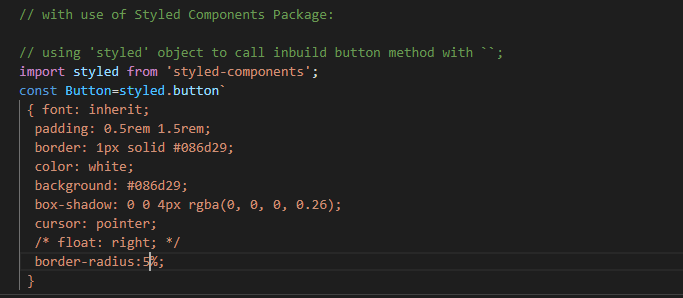 // with use of Styled Components Package:
// using 'styled' object to call inbuild button method with ``;
import styled from 'styled-components';
const Button=styled.button`
{ font: inherit;
padding: 0.5rem 1.5rem;
border: 1px solid #086d29;
color: white;
background: #086d29;
box-shadow: 0 0 4px rgba(0, 0, 0, 0.26);
cursor: pointer;
/* float: right; */
border-radius:5%;
}